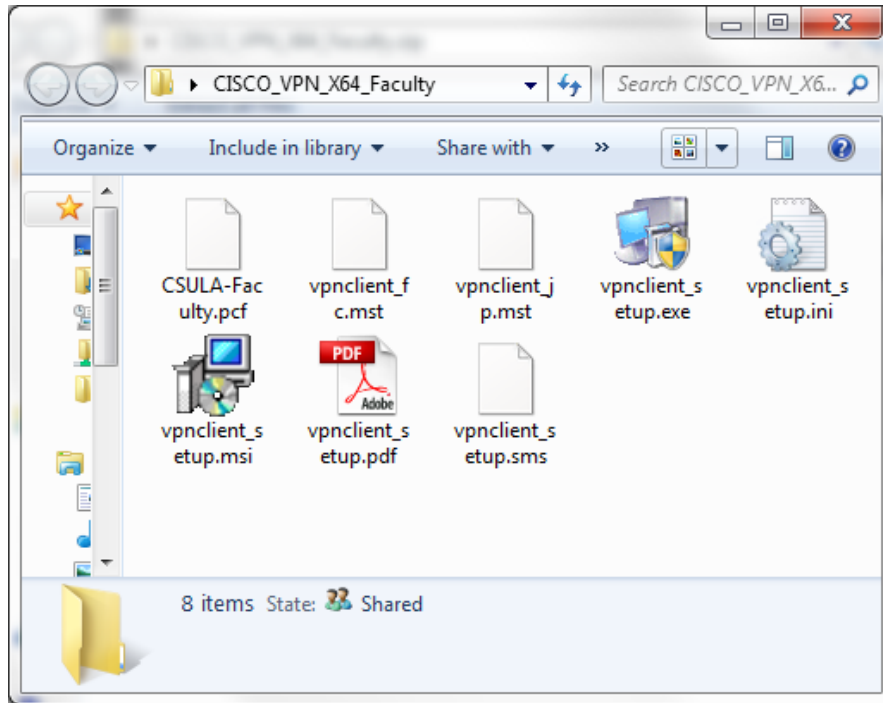 CISCO_VPN_X64_Faculty
Search CISCO_VPN_X6...
Organize
Include in library
Share with
»
CSULA-Fac
ulty.pcf
vpnclient_f
c.mst
vpnclient_j
p.mst
vpnclient_s
etup.exe
vpnclient_s
etup.ini
vpnclient_s
etup.msi
PDF
Adobe
vpnclient_s
etup.pdf
vpnclient_s
etup.sms
8 items State: Shared